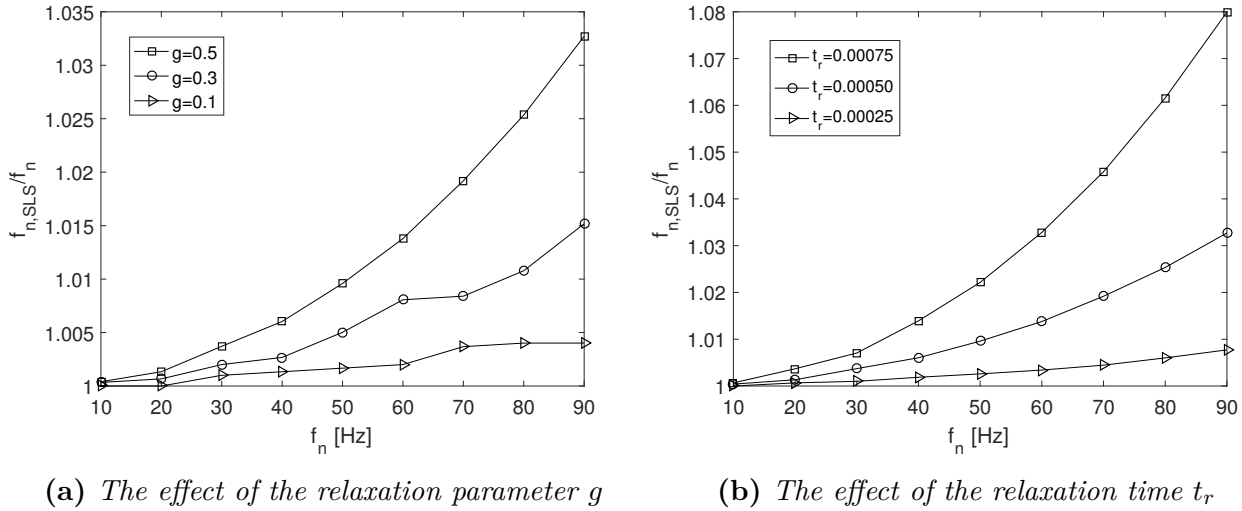 1.035
1.03
1.025
1.02
1.015
1.01
1.005
1
f_n,SLS/f_n
g=0.5
g=0.3
g=0.1
10 20 30 40 50 60 70 80 90
f_n [Hz]
(a) The effect of the relaxation parameter g
1.08
1.07
1.06
1.05
1.04
1.03
1.02
1.01
1
f_n,SLS/f_n
t_r=0.00075
t_r=0.00050
t_r=0.00025
10 20 30 40 50 60 70 80 90
f_n [Hz]
(b) The effect of the relaxation time t_r